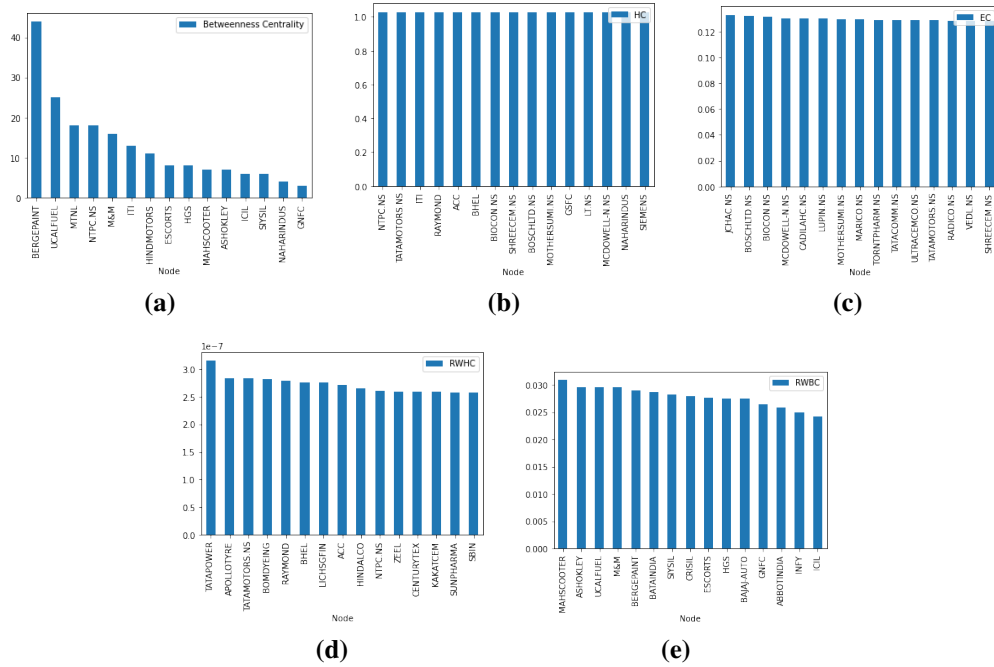 Betweenness Centrality
40
30
20
10
0
BERGEPAINT
UCALFUEL
MTNL
NTPC.NS
M&M
ITI
HINDMOTORS
ESCORTS
HGS
MAHSCOOTER
ASHOKLEY
ICIL
SIYSIL
NAHARINDUS
GNFC
Node
(a)
HC
1.0
0.8
0.6
0.4
0.2
0.0
NTPC.NS
TATAMOTORS.NS
ITI
RAYMOND
ACC
BHEL
BIOCON.NS
SHREECEM.NS
BOSCHLTD.NS
MOTHERSUMI.NS
GSFC
LT.NS
MCDOWELL-N.NS
NAHARINDUS
SIEMENS
Node
(b)
EC
0.12
0.10
0.08
0.06
0.04
0.02
0.00
JCHAC.NS
BOSCHLTD.NS
BIOCON.NS
MCDOWELL-N.NS
CADILAHC.NS
LUPIN.NS
MOTHERSUMI.NS
MARICO.NS
TORNTPHARM.NS
TATACOMM.NS
ULTRACEMCO.NS
TATAMOTORS.NS
RADICO.NS
VEDL.NS
SHREECEM.NS
Node
(c)
1e-7
RWHC
3.0
2.5
2.0
1.5
1.0
0.5
0.0
TATAPOWER
APOLLOTYRE
TATAMOTORS.NS
BOMDYEING
RAYMOND
BHEL
LICHSGFIN
ACC
HINDALCO
NTPC.NS
ZEEL
CENTURYTEX
KAKATCEM
SUNPHARMA
SBIN
Node
(d)
RWBC
0.030
0.025
0.020
0.015
0.010
0.005
0.000
MAHSCOOTER
ASHOKLEY
UCALFUEL
M&M
BERGEPAINT
BATAINDIA
SIYSIL
CRISIL
ESCORTS
HGS
BAJAJ-AUTO
GNFC
ABBOTINDIA
INFY
ICIL
Node
(e)